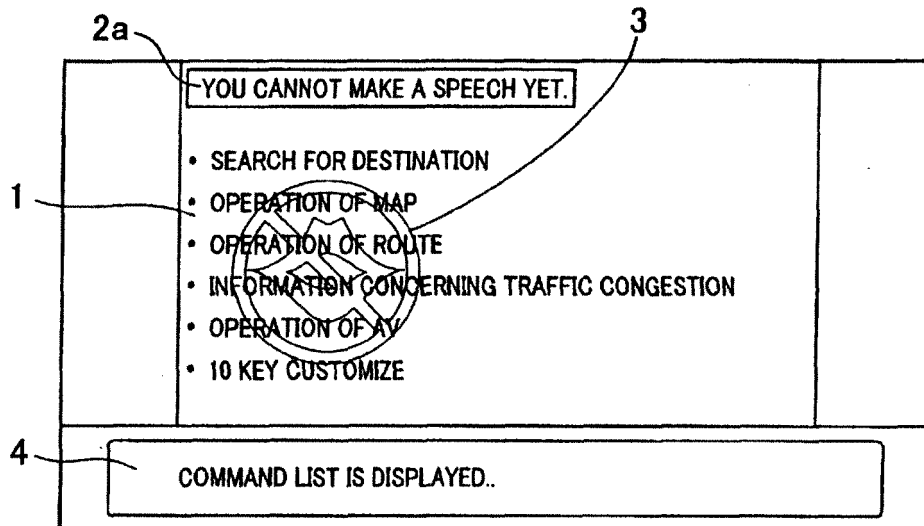 2a
3
YOU CANNOT MAKE A SPEECH YET.
• SEARCH FOR DESTINATION
1
• OPERATION OF MAP
• OPERATION OF ROUTE
• INFORMATION CONCERNING TRAFFIC CONGESTION
• OPERATION OF AV
• 10 KEY CUSTOMIZE
4
COMMAND LIST IS DISPLAYED..